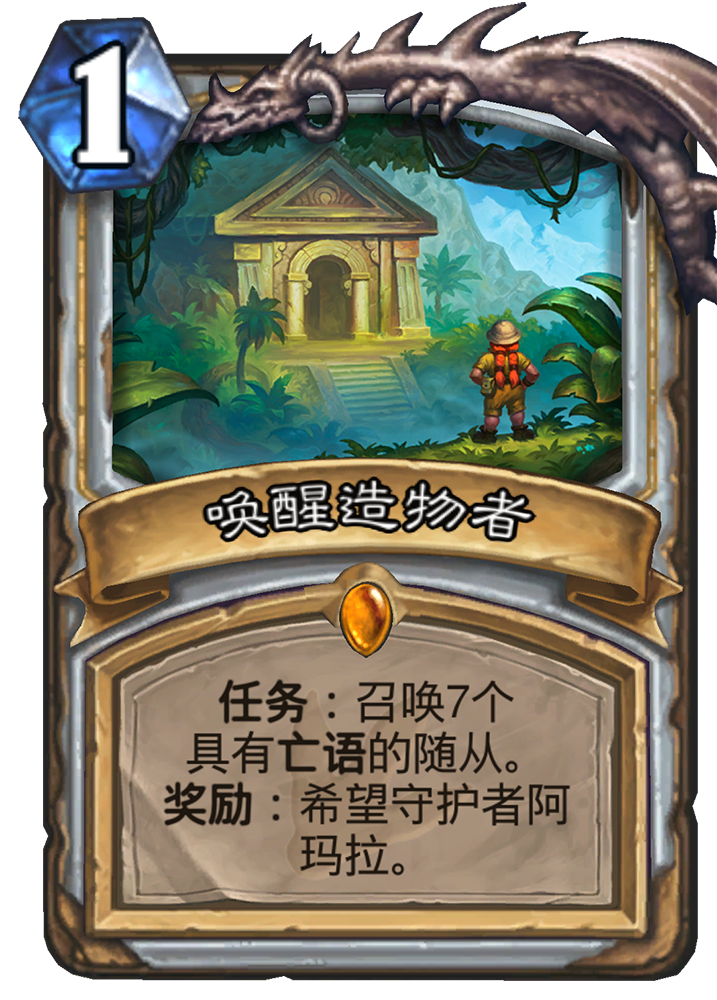 1
唤醒造物者
任务：召唤7个
具有亡语的随从。
奖励：希望守护者阿
玛拉。